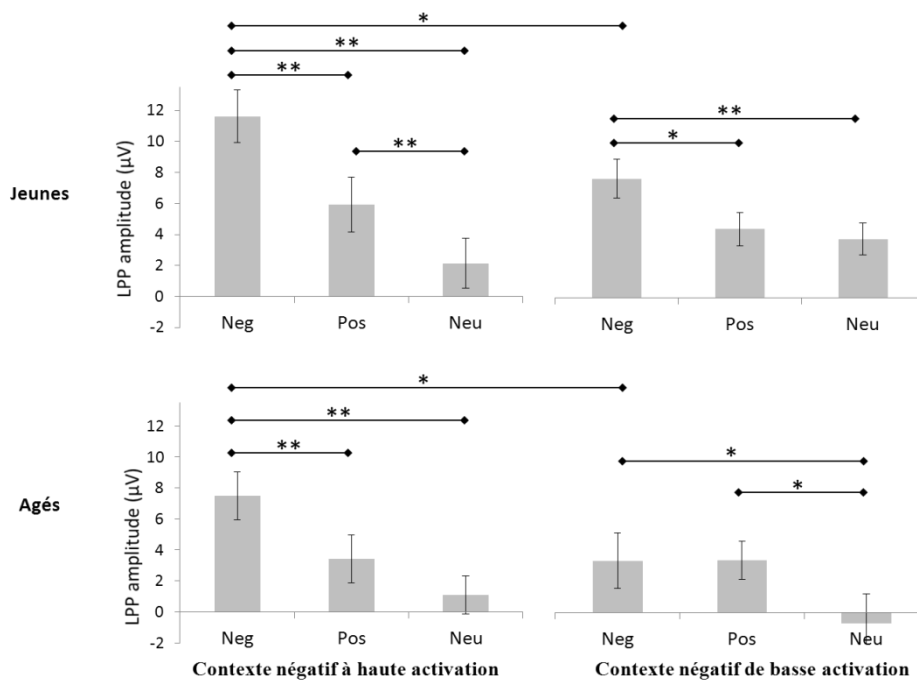 *
**
**
**
**
*
12
10
8
6
4
2
0
-2
LPP amplitude (µV)
Jeunes
Neg Pos Neu
Neg Pos Neu
*
**
**
*
*
12
10
8
6
4
2
0
-2
LPP amplitude (µV)
Agés
Neg Pos Neu
Neg Pos Neu
Contexte négatif à haute activation
Contexte négatif de basse activation